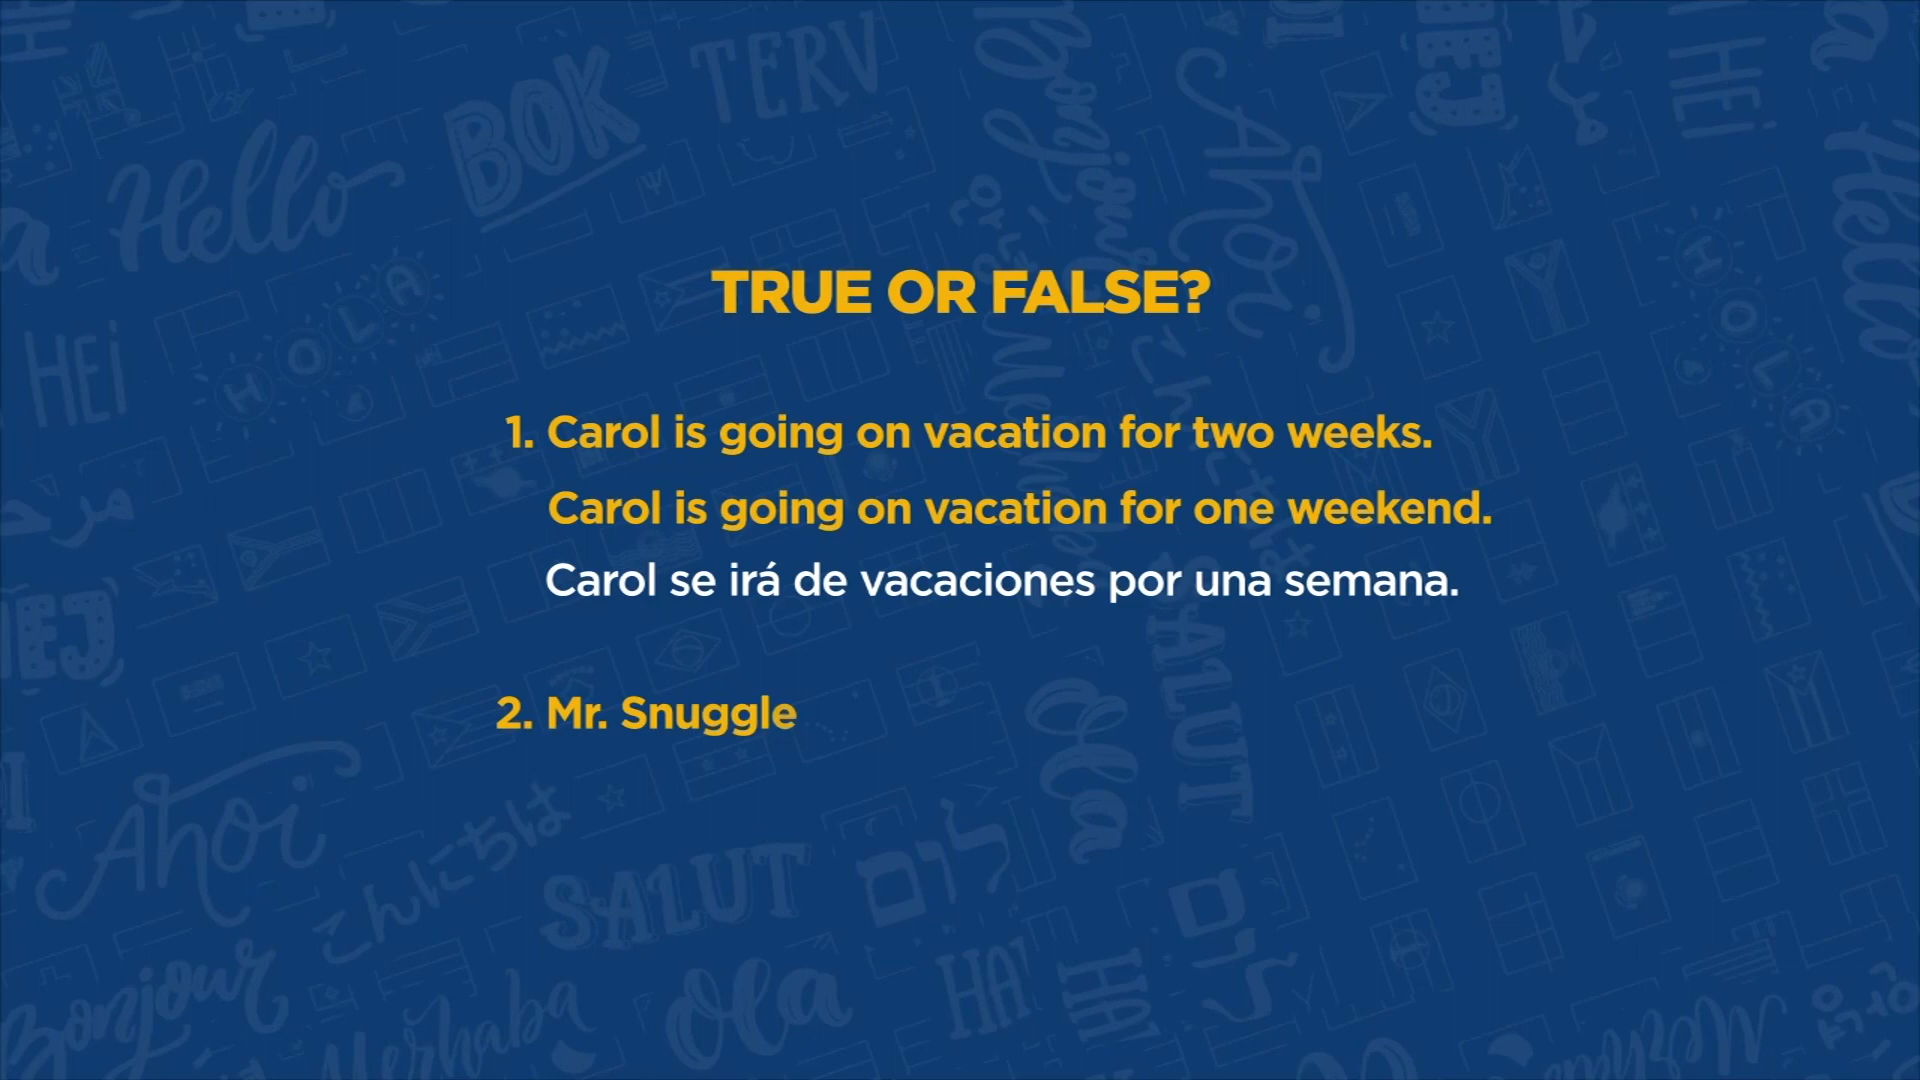 TRUE OR FALSE?
1. Carol is going on vacation for two weeks.
Carol is going on vacation for one weekend.
Carol se irá de vacaciones por una semana.
2. Mr. Snuggle